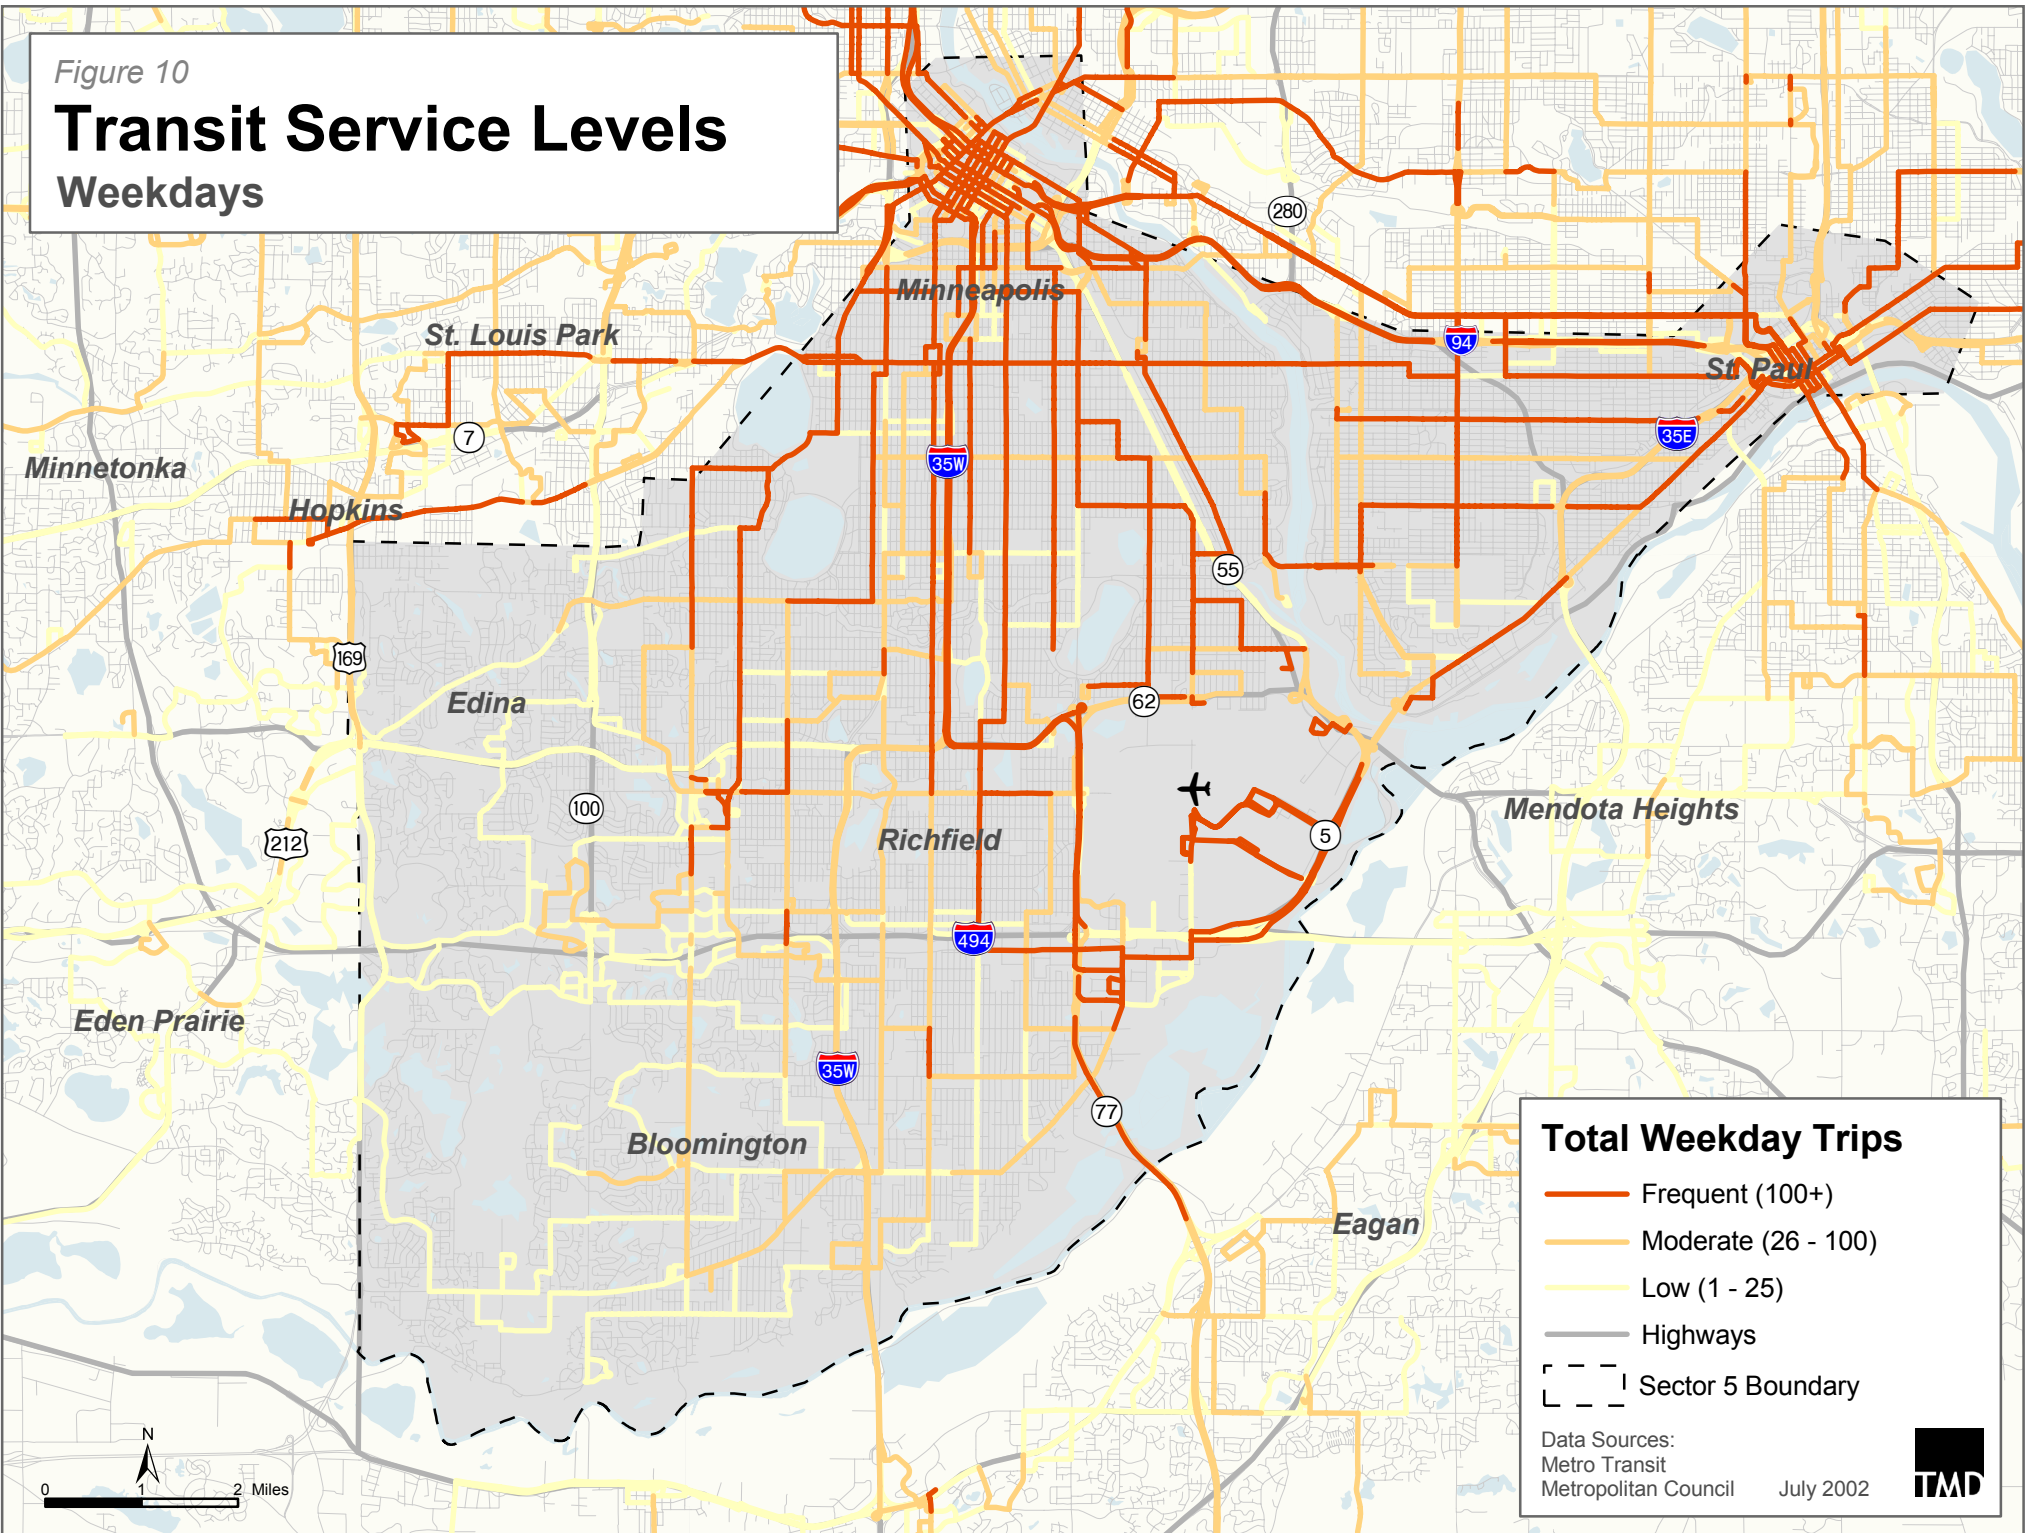 Figure 10
Transit Service Levels
Weekdays
280
Minneapolis
St. Louis Park
94
St. Paul
7
35E
Minnetonka
35W
Hopkins
55
169
62
Edina
100
Mendota Heights
212
Richfield
5
494
Eden Prairie
35W
77
Bloomington
Eagan
Total Weekday Trips
Frequent (100+)
Moderate (26 - 100)
Low (1 - 25)
Highways
Sector 5 Boundary
Data Sources:
Metro Transit
Metropolitan Council July 2002
TMD
N
0 1 2 Miles